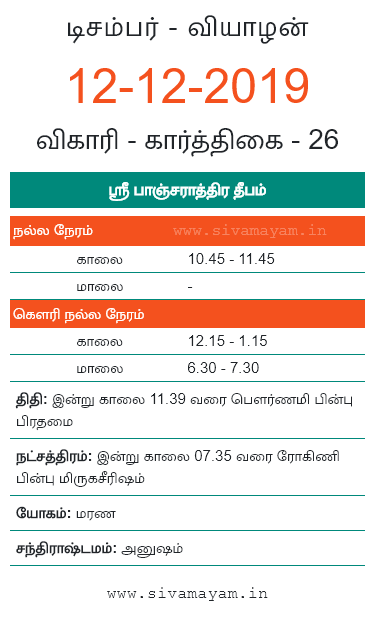 டிசம்பர் - வியாழன்
12-12-2019
விகாரி - கார்த்திகை - 26
ஸ்ரீ பாஞ்சராத்திர தீபம்
நல்ல நேரம் www.sivamayam.in
காலை 10.45 - 11.45
மாலை -
கௌரி நல்ல நேரம்
காலை 12.15 - 1.15
மாலை 6.30 - 7.30
திதி: இன்று காலை 11.39 வரை பௌர்ணமி பின்பு
பிரதமை
நட்சத்திரம்: இன்று காலை 07.35 வரை ரோகிணி
பின்பு மிருகசீரிஷம்
யோகம்: மரண
சந்திராஷ்டமம்: அனுஷம்
www.sivamayam.in